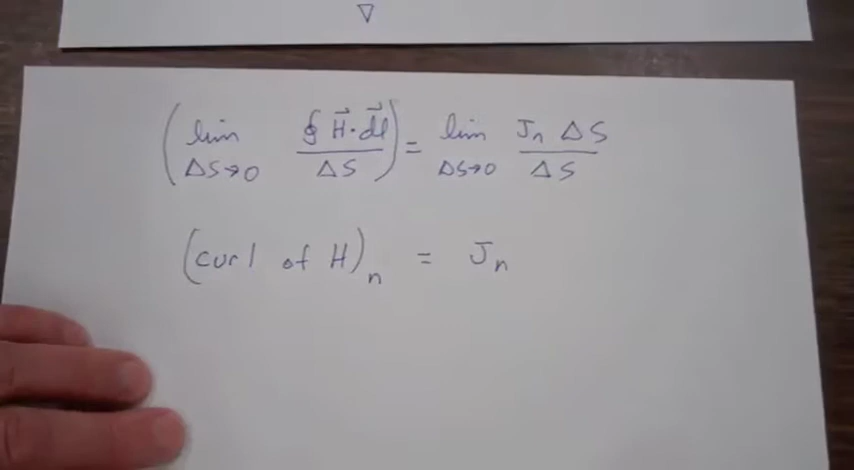 (lim ΔS→0 ∮ H⃗·dl⃗ / ΔS) = lim ΔS→0 Jn ΔS / ΔS
(curl of H)n = Jn